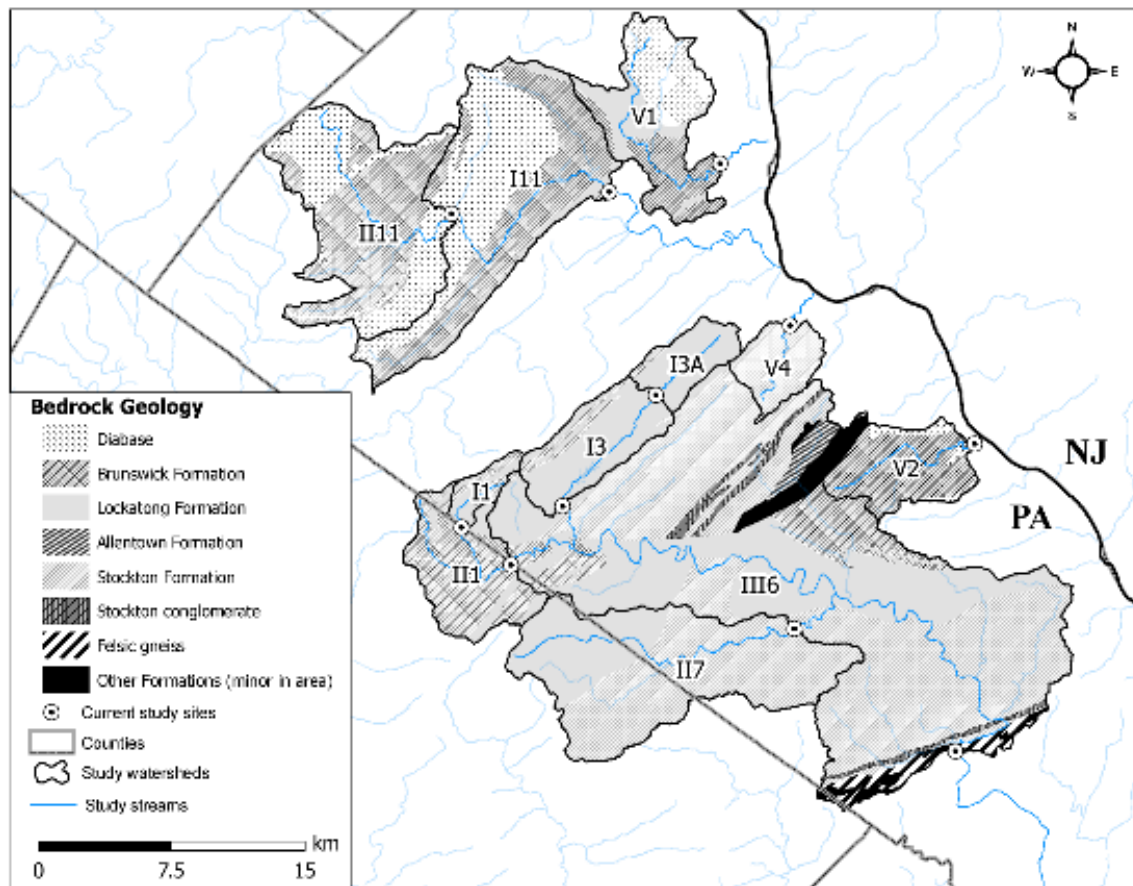 N
W E
S
V1
I11
II11
I3A
V4
I3
V2
NJ
I1
PA
II1
III6
II7
Bedrock Geology
Diabase
Brunswick Formation
Lockatong Formation
Allentown Formation
Stockton Formation
Stockton conglomerate
Felsic gneiss
Other Formations (minor in area)
Current study sites
Counties
Study watersheds
Study streams
km
0 7.5 15